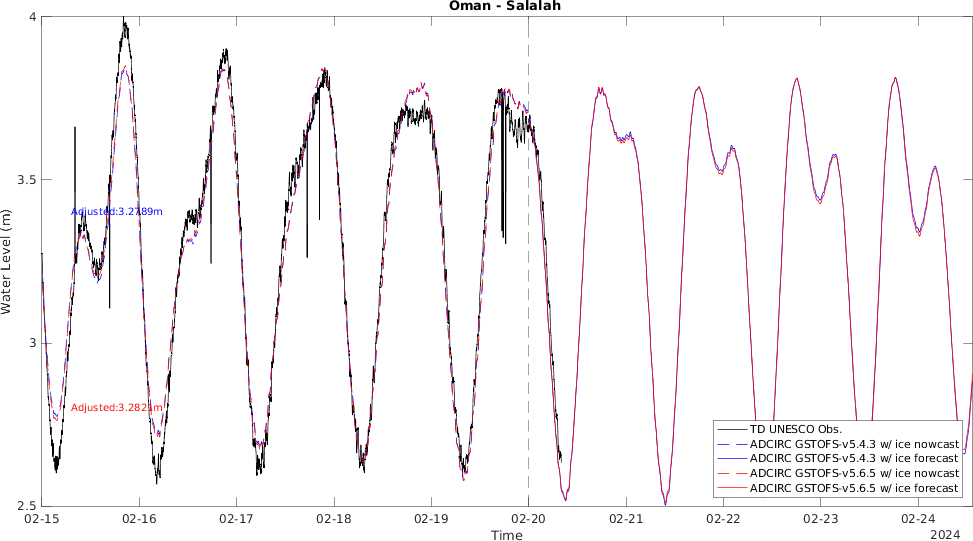 Oman - Salalah
4
3.5
3
2.5
Water Level (m)
Adjusted:3.2789m
Adjusted:3.2821m
TD UNESCO Obs.
ADCIRC GSTOFS-v5.4.3 w/ ice nowcast
ADCIRC GSTOFS-v5.4.3 w/ ice forecast
ADCIRC GSTOFS-v5.6.5 w/ ice nowcast
ADCIRC GSTOFS-v5.6.5 w/ ice forecast
02-15 02-16 02-17 02-18 02-19 02-20 02-21 02-22 02-23 02-24
Time
2024